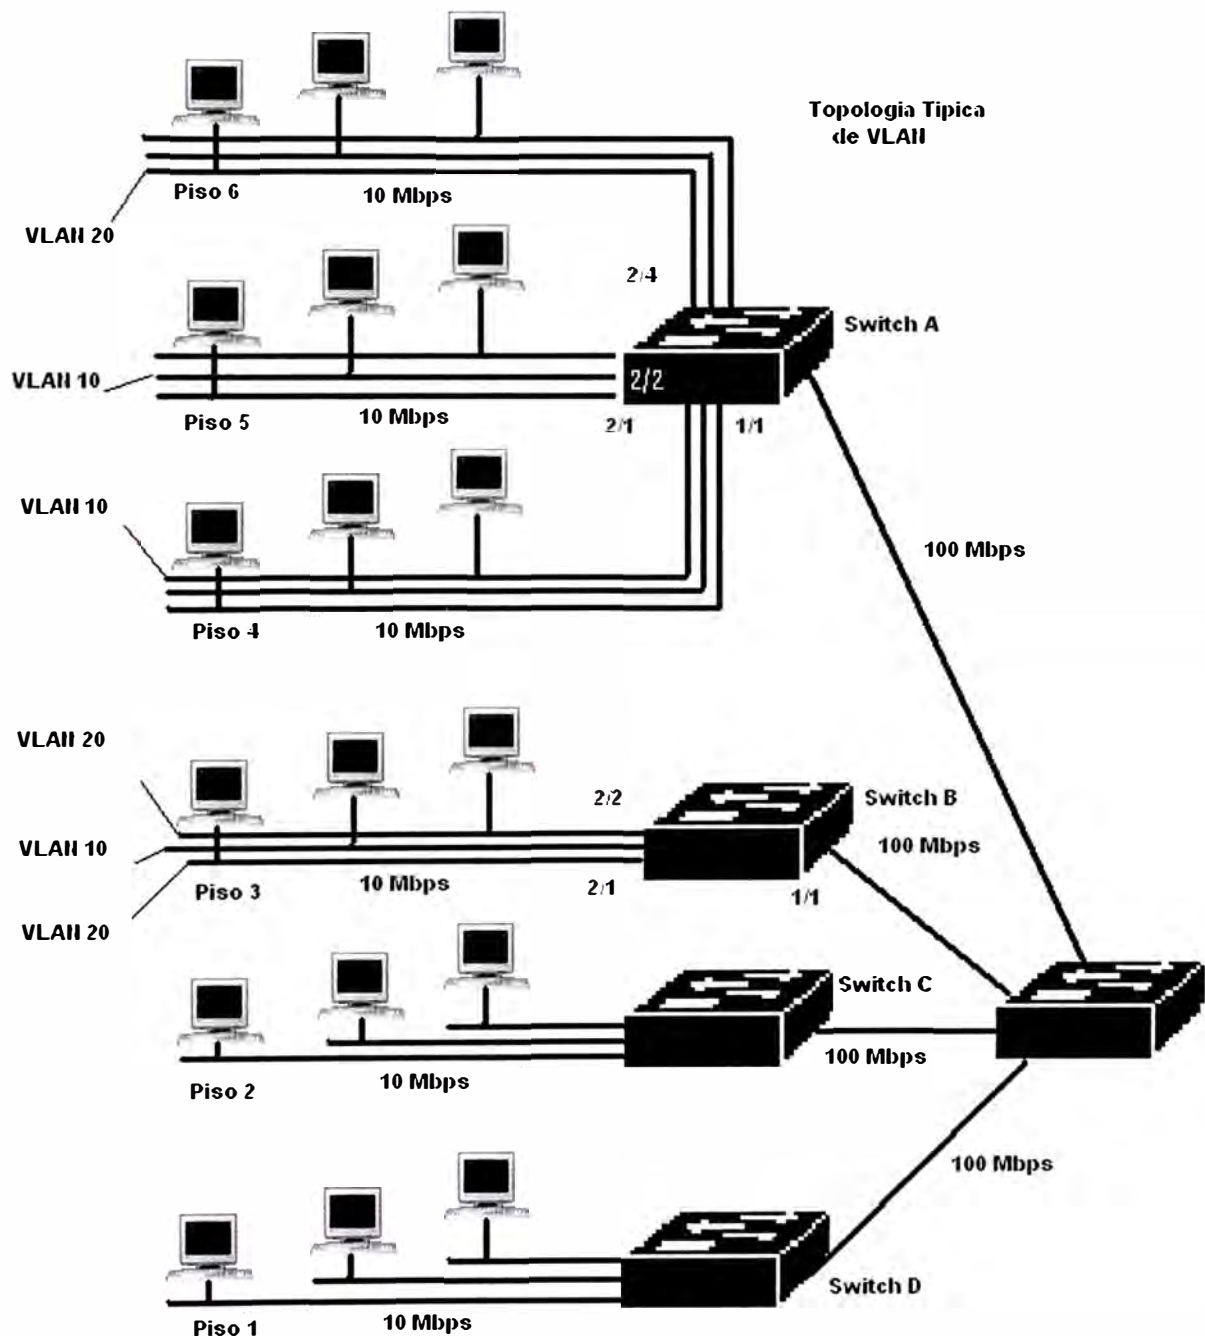 Topologia Tipica
de VLAN
Piso 6
10 Mbps
VLAN 20
2/4
Switch A
VLAN 10
2/2
Piso 5
10 Mbps
2/1
1/1
VLAN 10
100 Mbps
Piso 4
10 Mbps
VLAN 20
2/2
Switch B
VLAN 10
100 Mbps
Piso 3
10 Mbps
2/1
1/1
VLAN 20
Switch C
100 Mbps
Piso 2
10 Mbps
100 Mbps
Switch D
Piso 1
10 Mbps